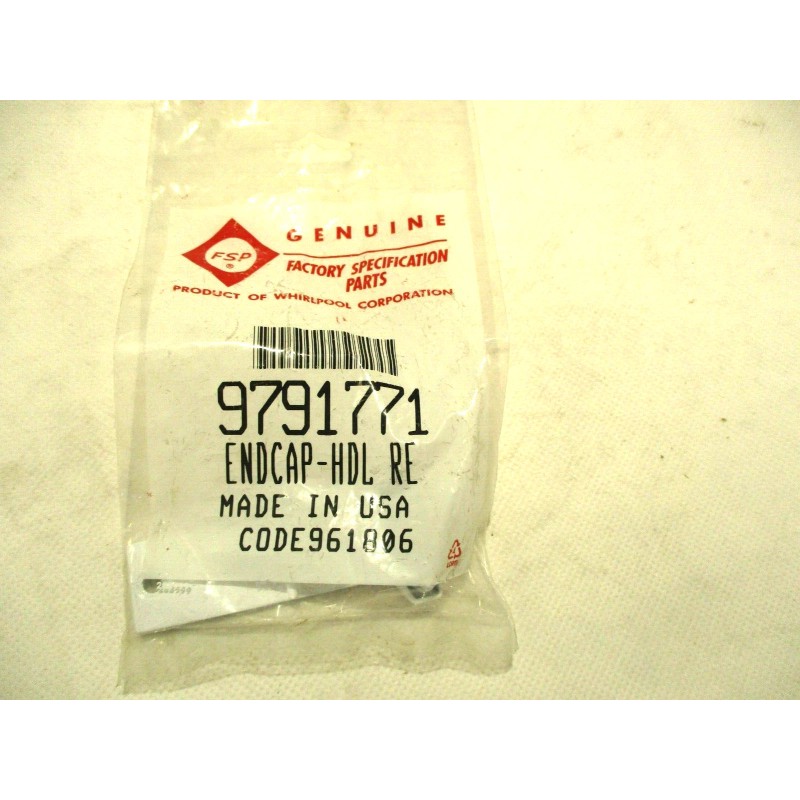 GENUINE
FSP
®
FACTORY SPECIFICATION
PARTS
PRODUCT OF WHIRLPOOL CORPORATION
9791771
ENDCAP-HDL RE
MADE IN USA
CODE961806